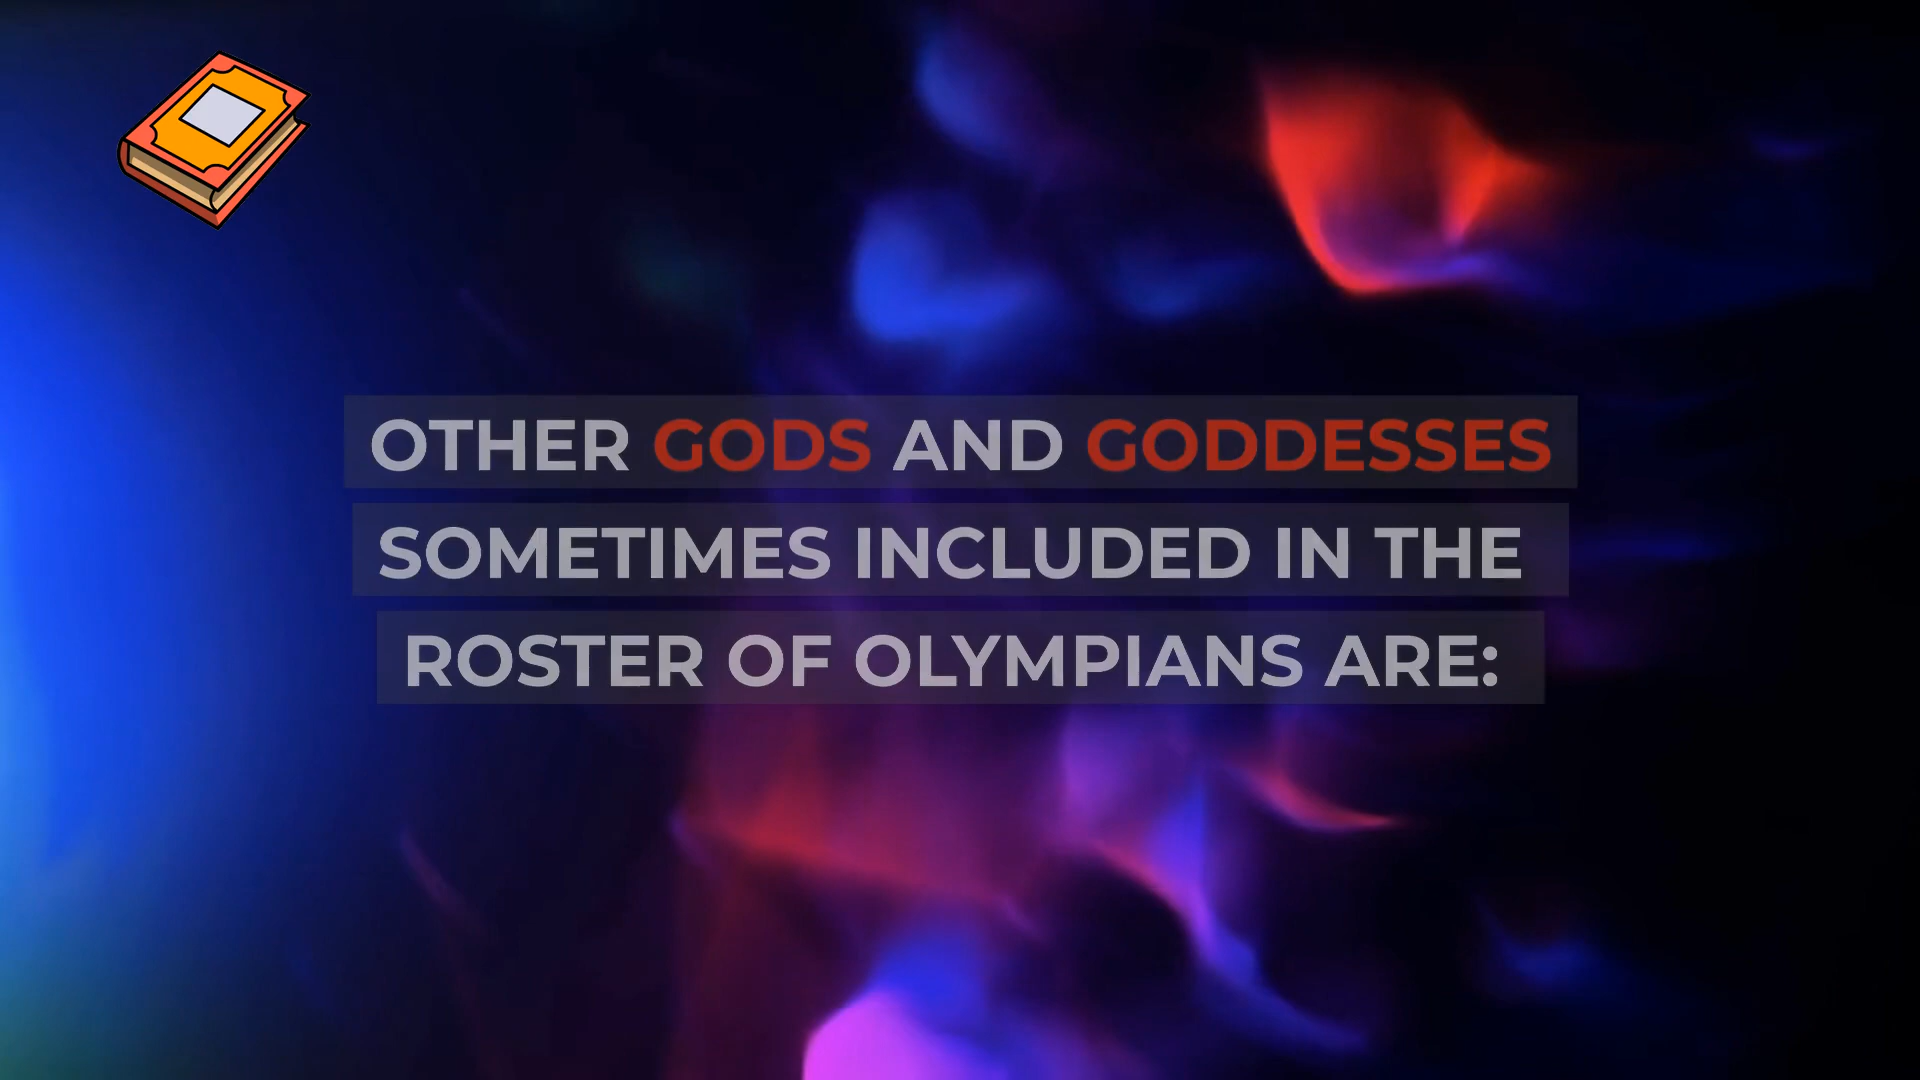 OTHER GODS AND GODDESSES
SOMETIMES INCLUDED IN THE
ROSTER OF OLYMPIANS ARE: